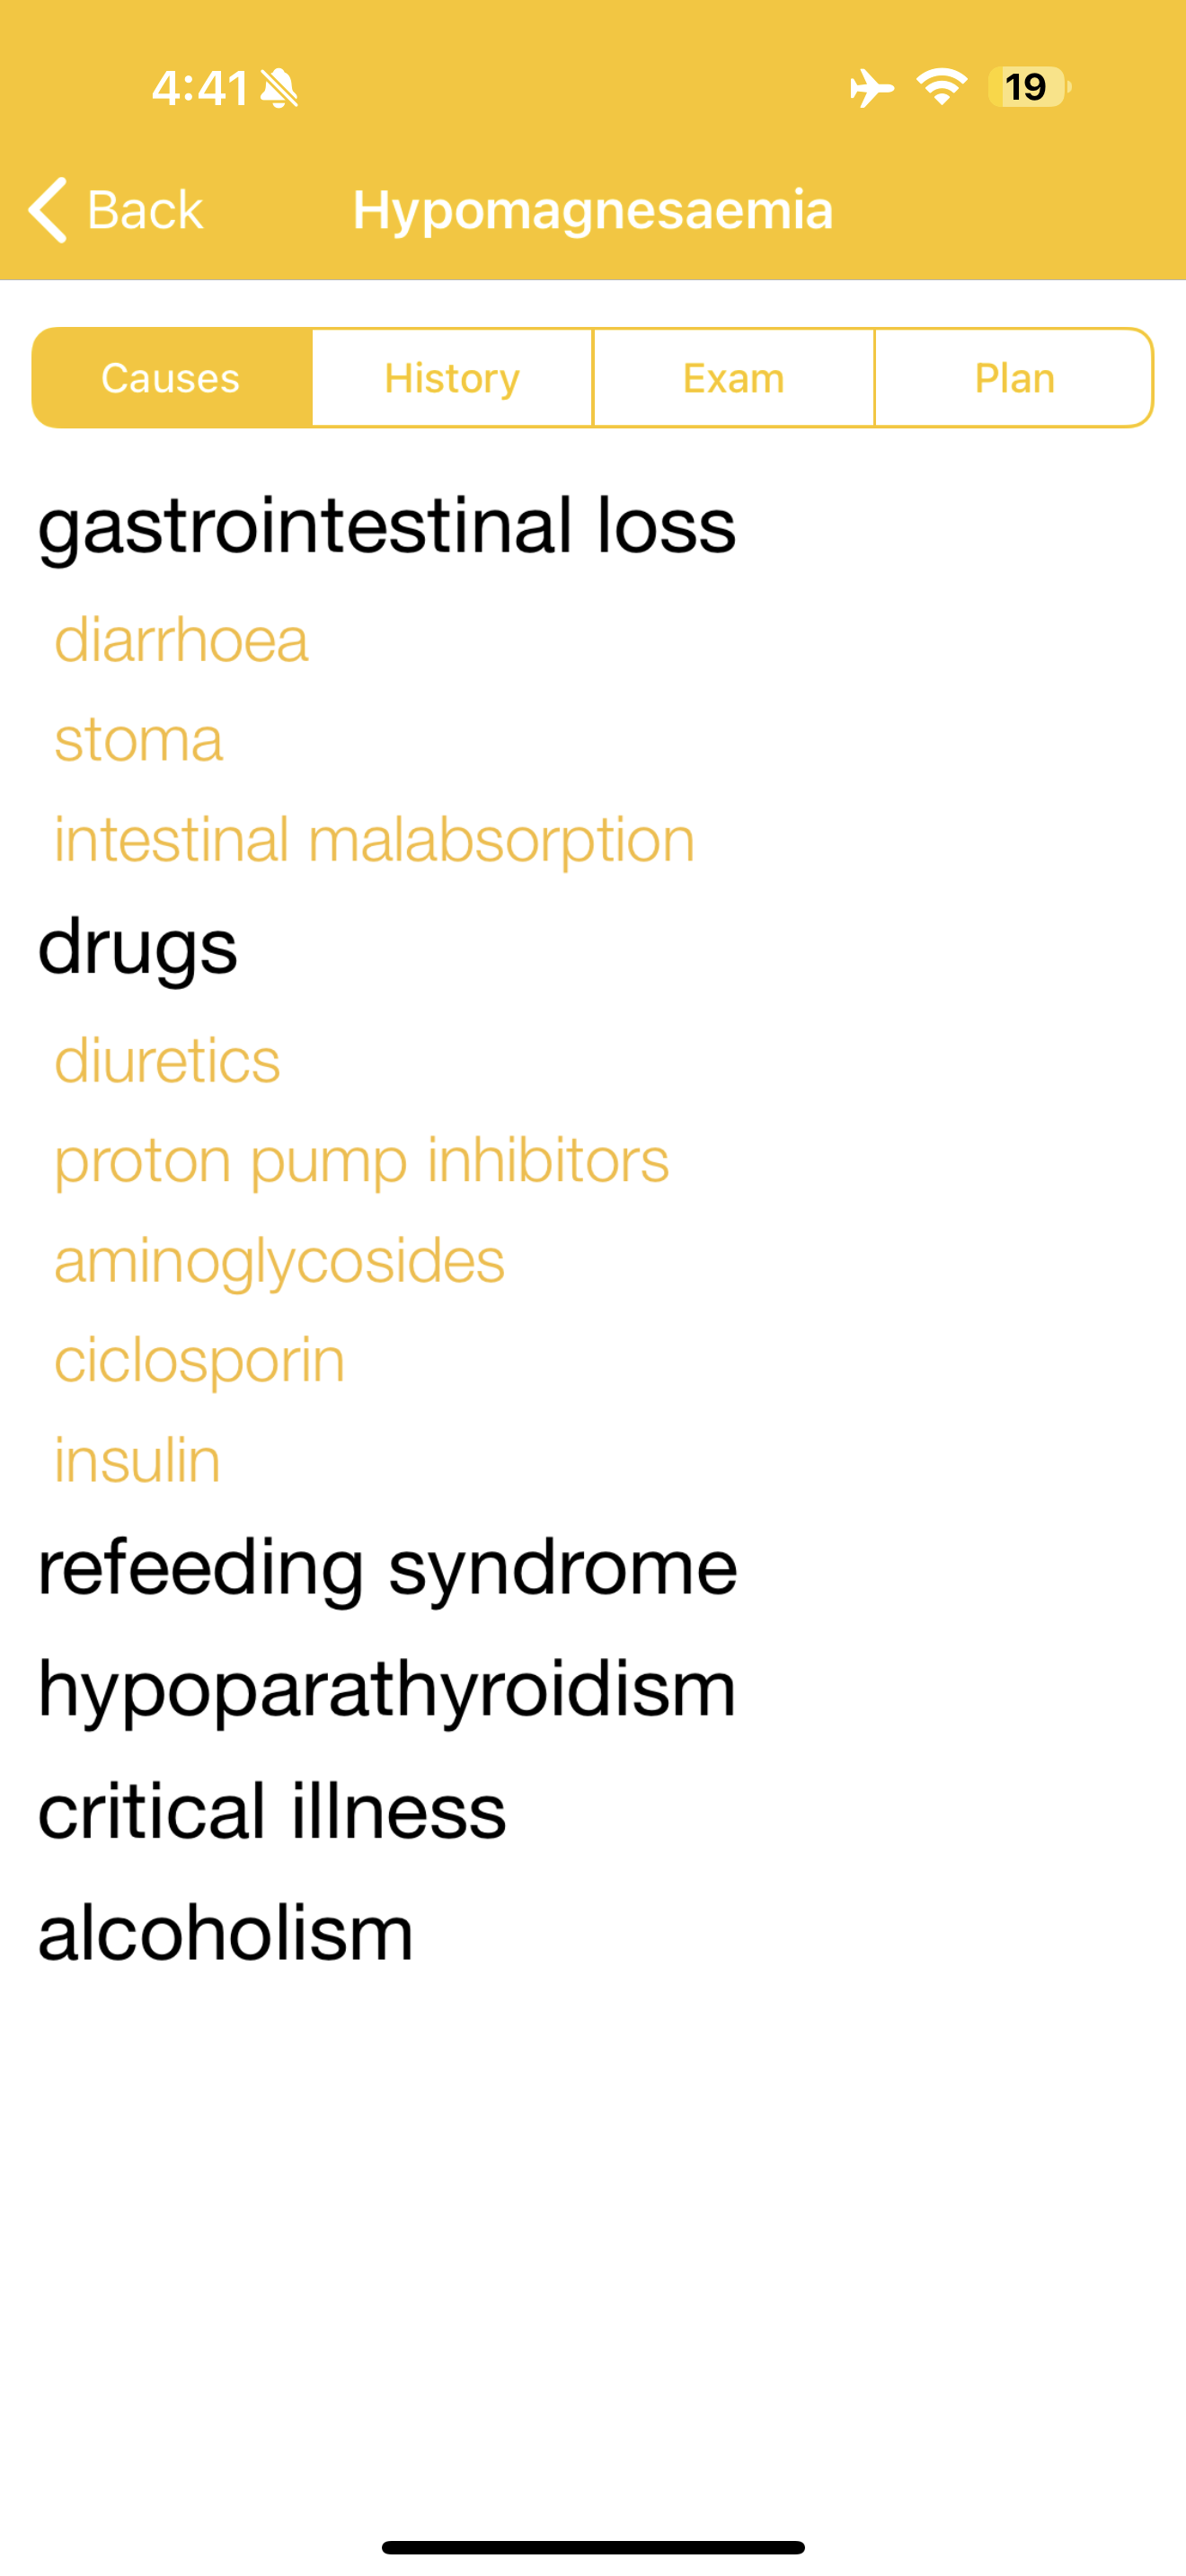 4:41
19
Back
Hypomagnesaemia
Causes
History
Exam
Plan
gastrointestinal loss
diarrhoea
stoma
intestinal malabsorption
drugs
diuretics
proton pump inhibitors
aminoglycosides
ciclosporin
insulin
refeeding syndrome
hypoparathyroidism
critical illness
alcoholism